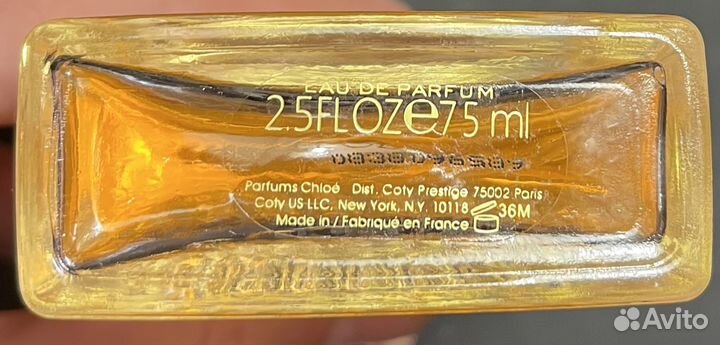 EAU DE PARFUM
2.5FL OZ e 75 ml
Parfums Chloé Dist. Coty Prestige 75002 Paris
Coty US LLC, New York, N.Y. 10118 36M
Made in / Fabriqué en France
Avito